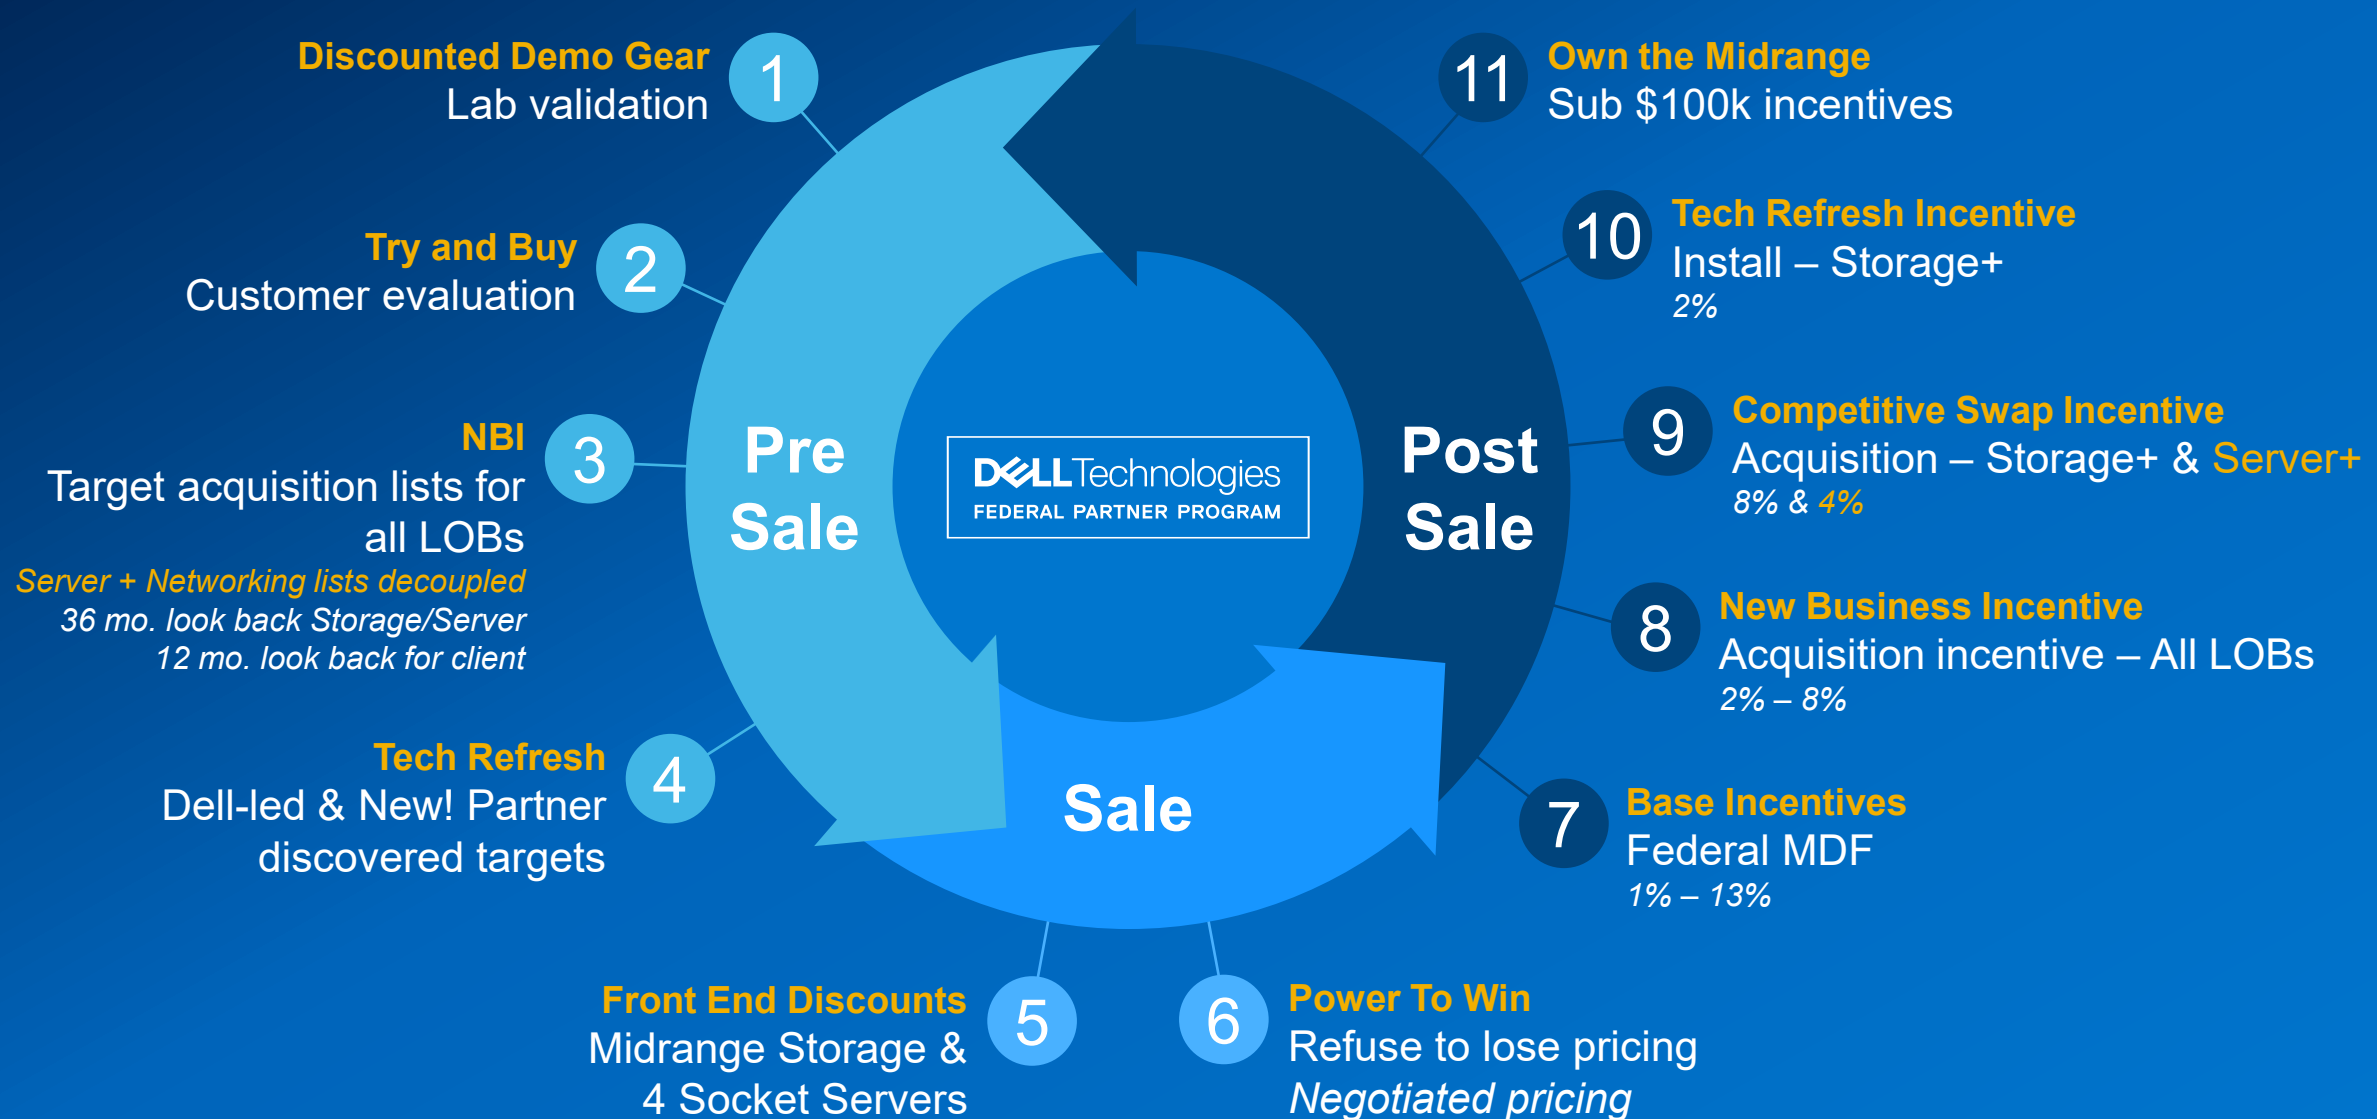 Discounted Demo Gear
Lab validation
1
Try and Buy
Customer evaluation
2
NBI
Target acquisition lists for
all LOBs
Server + Networking lists decoupled
36 mo. look back Storage/Server
12 mo. look back for client
3
Tech Refresh
Dell-led & New! Partner
discovered targets
4
Front End Discounts
Midrange Storage &
4 Socket Servers
5
6
Power To Win
Refuse to lose pricing
Negotiated pricing
7
Base Incentives
Federal MDF
1% – 13%
8
New Business Incentive
Acquisition incentive – All LOBs
2% – 8%
9
Competitive Swap Incentive
Acquisition – Storage+ & Server+
8% & 4%
10
Tech Refresh Incentive
Install – Storage+
2%
11
Own the Midrange
Sub $100k incentives
Pre
Sale
Sale
Post
Sale
DELL Technologies
FEDERAL PARTNER PROGRAM